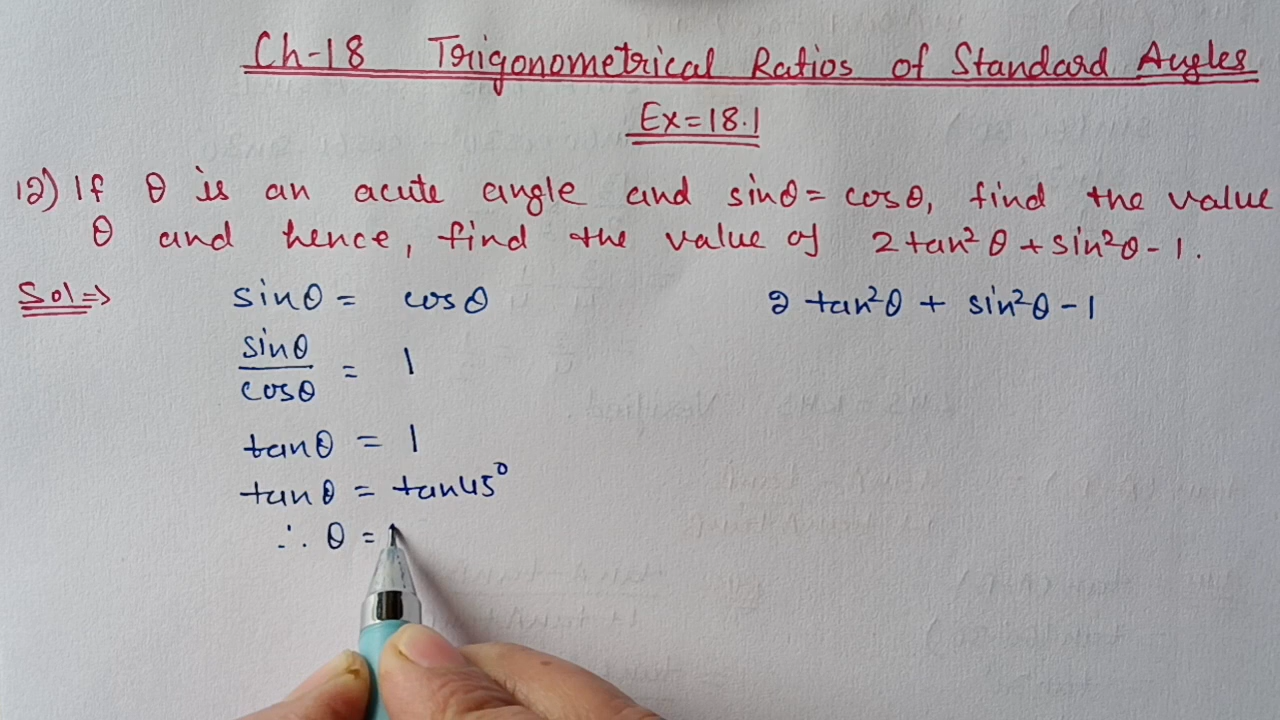 Ch-18 Trigonometrical Ratios of Standard Angles
Ex=18.1
12) If θ is an acute angle and sinθ = cosθ, find the value
θ and hence, find the value of 2tan²θ + sin²θ - 1.
Sol⇒
sinθ = cosθ
sinθ/cosθ = 1
tanθ = 1
tanθ = tan45°
∴ θ =
2 tan²θ + sin²θ - 1